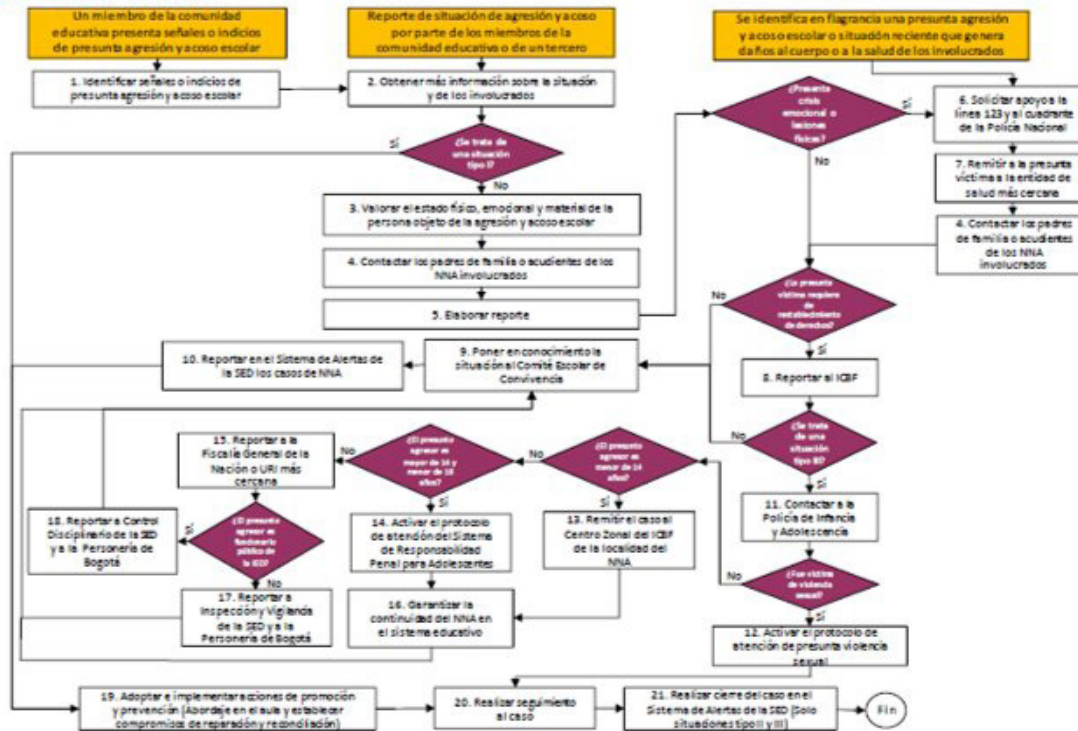 Un miembro de la comunidad
educativa presenta señales o indicios
de presunta agresión y acoso escolar
Reporte de situación de agresión y acoso
por parte de los miembros de la
comunidad educativa o de un tercero
Se identifica en flagrancia una presunta agresión
y acoso escolar o situación reciente que genera
daños al cuerpo o a la salud de los involucrados
1. Identificar señales o indicios de
presunta agresión y acoso escolar
2. Obtener más información sobre la situación
y de los involucrados
¿Presenta
crisis
emocional o
lesiones
físicas?
Sí
No
6. Solicitar apoyo a la
línea 123 y al cuadrante
de la Policía Nacional
Sí
¿Se trata de
una situación
tipo I?
No
7. Remitir a la presunta
víctima a la entidad de
salud más cercana
3. Valorar el estado físico, emocional y material de la
persona objeto de la agresión y acoso escolar
4. Contactar los padres
de familia o acudientes
de los NNA
involucrados
4. Contactar los padres de familia o acudientes de los
NNA involucrados
5. Elaborar reporte
No
¿La presunta
víctima requiere
de
restablecimiento
de derechos?
Sí
10. Reportar en el Sistema de Alertas de
la SED los casos de NNA
9. Poner en conocimiento la
situación al Comité Escolar de
Convivencia
8. Reportar al ICBF
15. Reportar a la
Fiscalía General de la
Nación o URI más
cercana
No
¿El presunto
agresor es
mayor de 14 y
menor de 18
años?
Sí
No
¿El presunto
agresor es
menor de 14
años?
Sí
No
¿Se trata
de una
situación
tipo III?
Sí
18. Reportar a Control
Disciplinario de la SED
y a la Personería de
Bogotá
Sí
¿El presunto
agresor es
funcionario
público de
la IED?
No
14. Activar el protocolo
de atención del Sistema
de Responsabilidad
Penal para Adolescentes
13. Remitir el caso al
Centro Zonal del ICBF
de la localidad del
NNA
11. Contactar a la
Policía de Infancia
y Adolescencia
17. Reportar a
Inspección y Vigilancia
de la SED y a la
Personería de Bogotá
16. Garantizar la
continuidad del NNA en
el sistema educativo
No
¿Fue víctima
de violencia
sexual?
Sí
12. Activar el protocolo de
atención de presunta violencia
sexual
19. Adoptar e implementar acciones de promoción
y prevención (Abordaje en el aula y establecer
compromisos de reparación y reconciliación)
20. Realizar seguimiento
al caso
21. Realizar cierre del caso en el
Sistema de Alertas de la SED (Solo
situaciones tipo II y III)
Fin